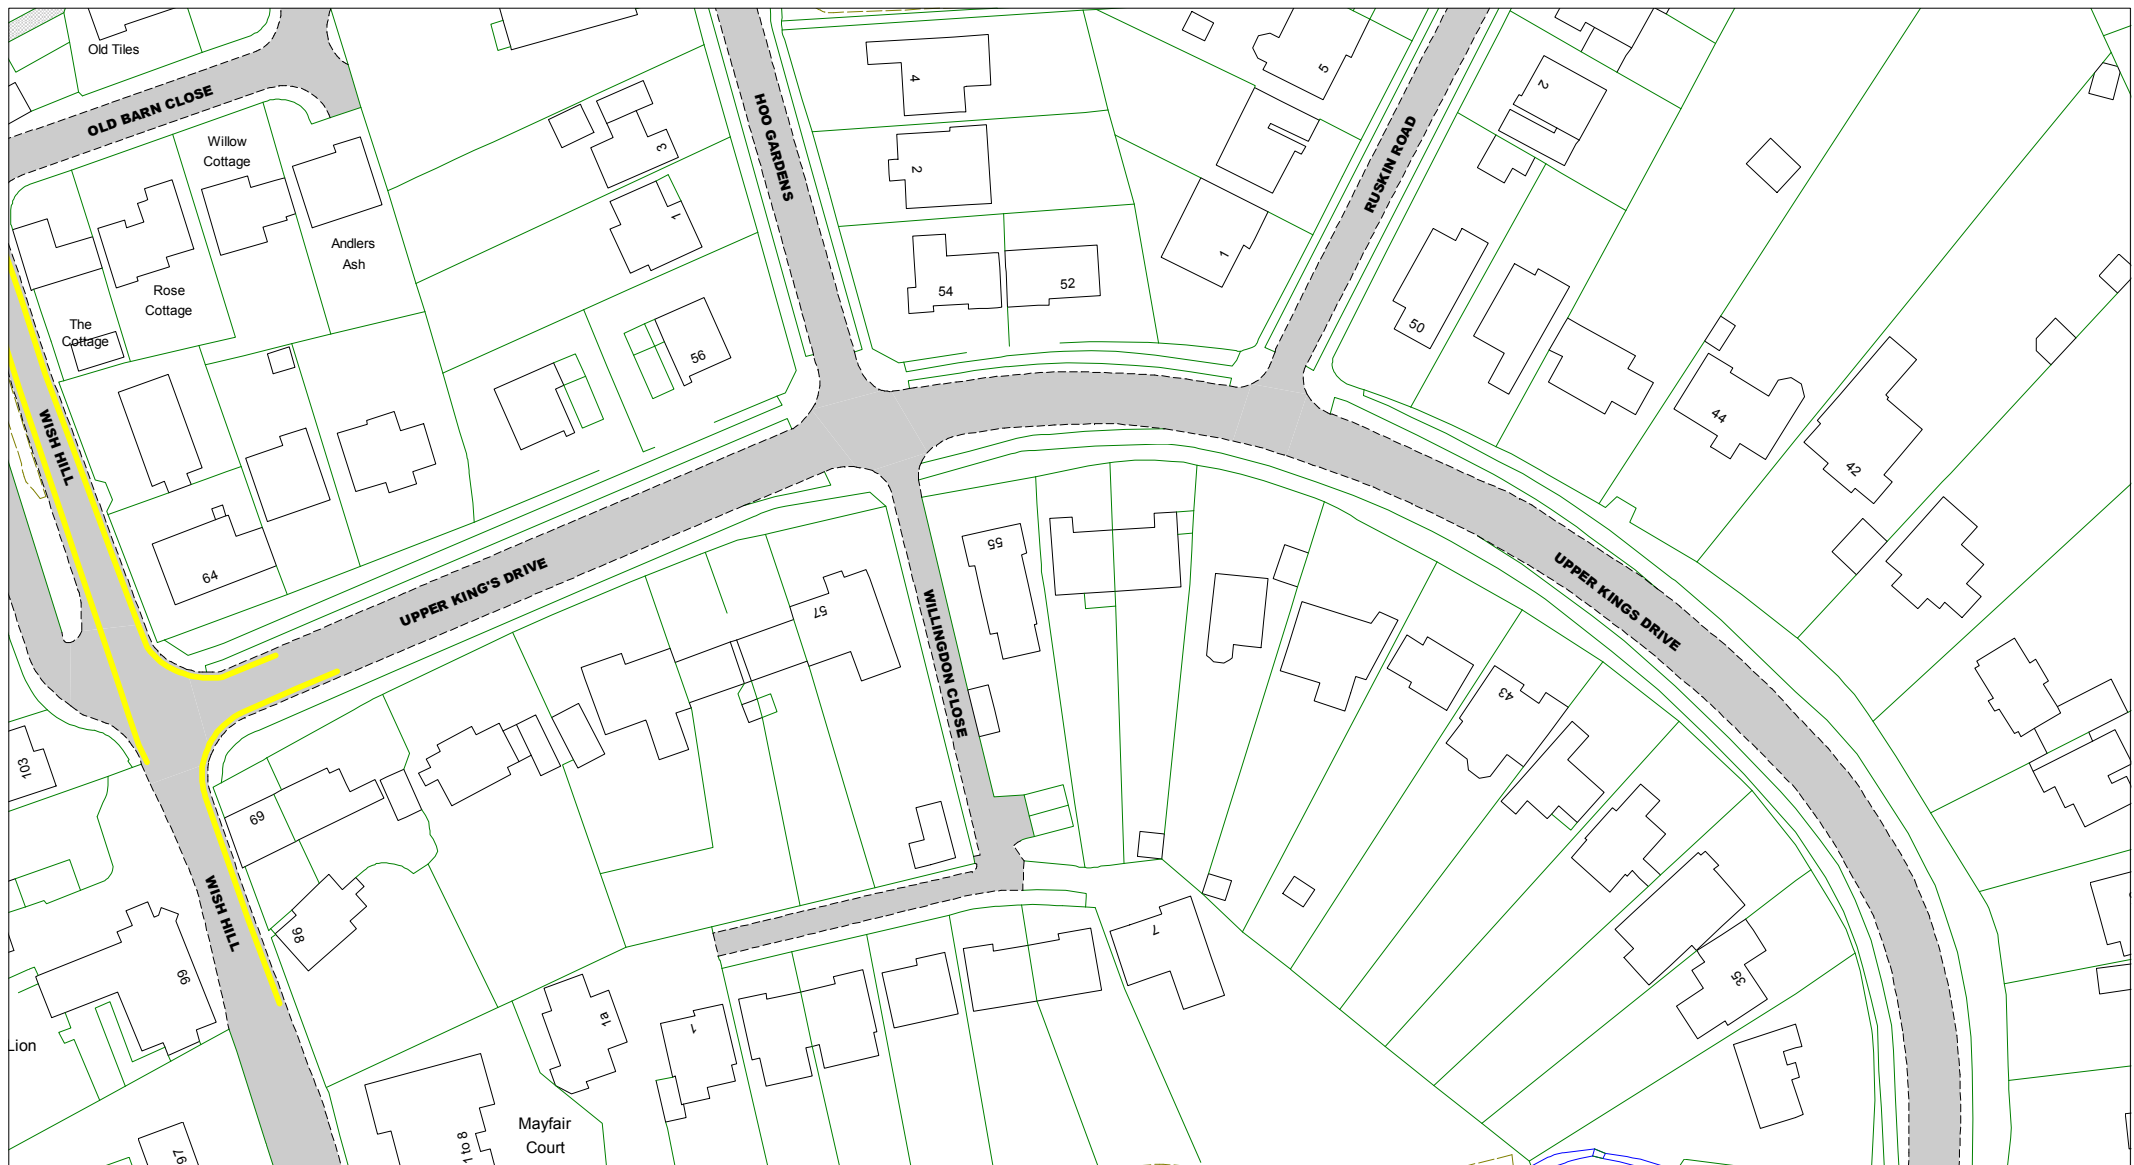 Old Tiles
OLD BARN CLOSE
Willow
Cottage
Andlers
Ash
Rose
Cottage
The
Cottage
HOO GARDENS
RUSKIN ROAD
3
1
4
2
54
52
5
1
2
50
44
42
56
WISH HILL
64
UPPER KING'S DRIVE
57
55
WILLINGDON CLOSE
UPPER KINGS DRIVE
43
35
103
69
98
WISH HILL
99
Lion
97
1 to 8
Mayfair
Court
1a
1
7